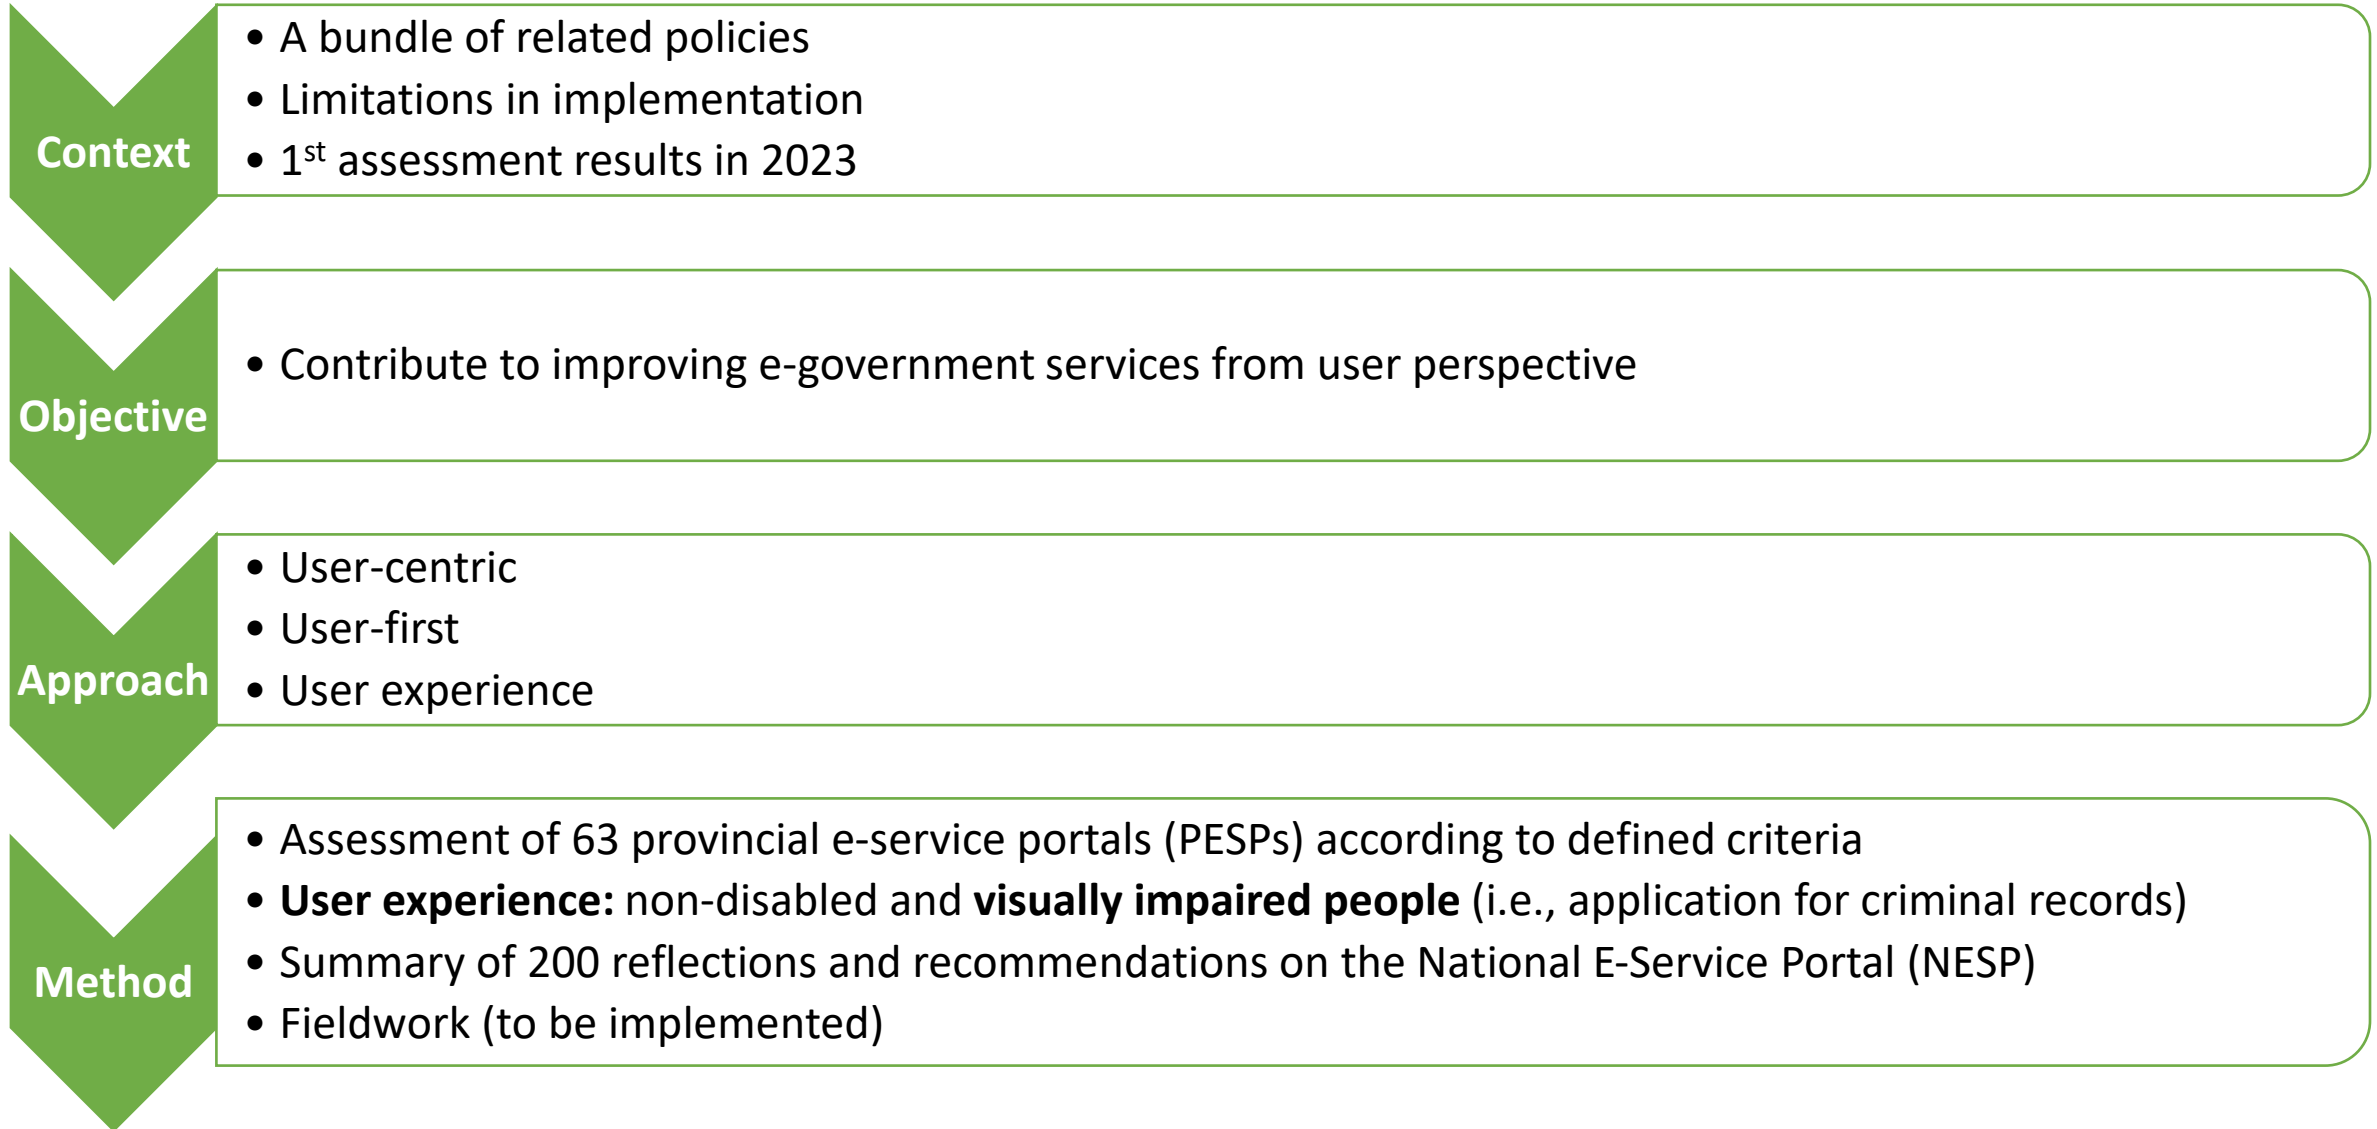 Context
• A bundle of related policies
• Limitations in implementation
• 1st assessment results in 2023
Objective
• Contribute to improving e-government services from user perspective
Approach
• User-centric
• User-first
• User experience
Method
• Assessment of 63 provincial e-service portals (PESPs) according to defined criteria
• User experience: non-disabled and visually impaired people (i.e., application for criminal records)
• Summary of 200 reflections and recommendations on the National E-Service Portal (NESP)
• Fieldwork (to be implemented)